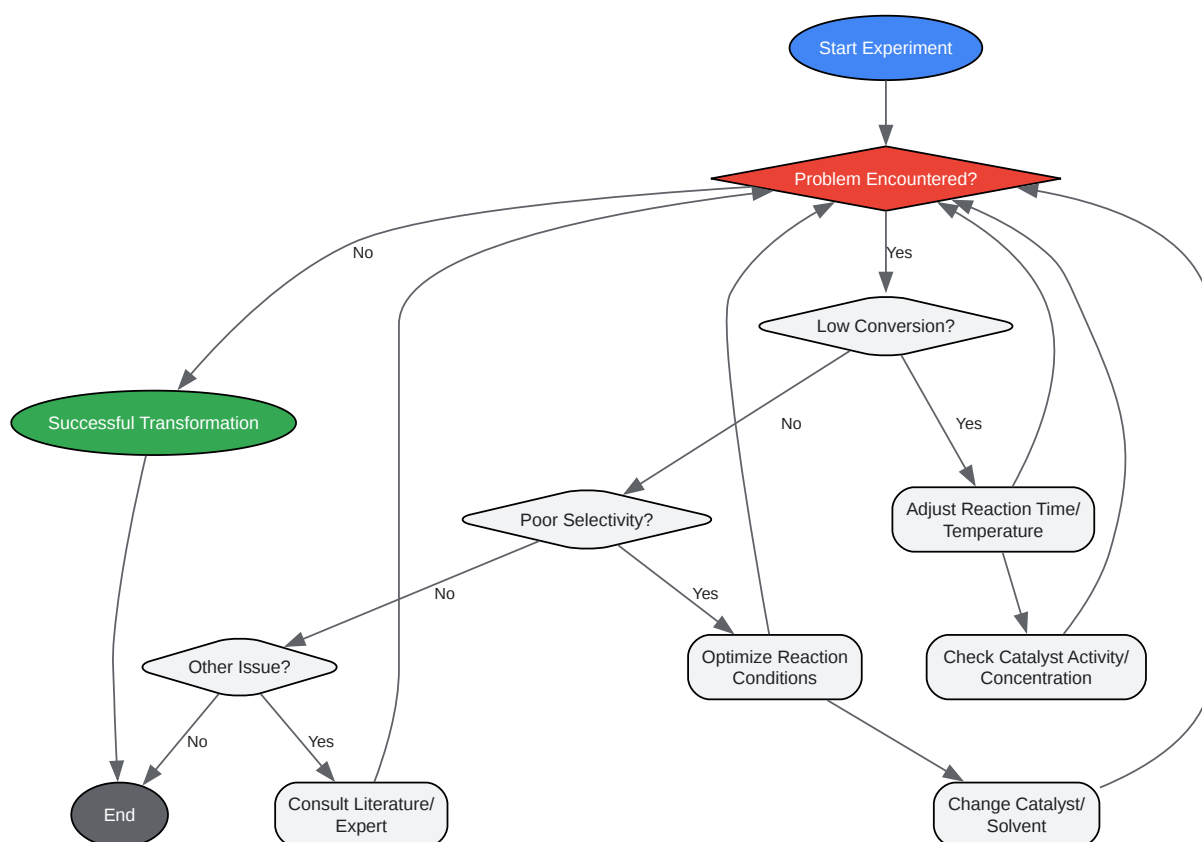 Start Experiment
Problem Encountered?
No
Yes
Low Conversion?
Successful Transformation
No
Yes
Adjust Reaction Time/
Temperature
Poor Selectivity?
No
Yes
Other Issue?
Optimize Reaction
Conditions
Check Catalyst Activity/
Concentration
No
Yes
End
Consult Literature/
Expert
Change Catalyst/
Solvent